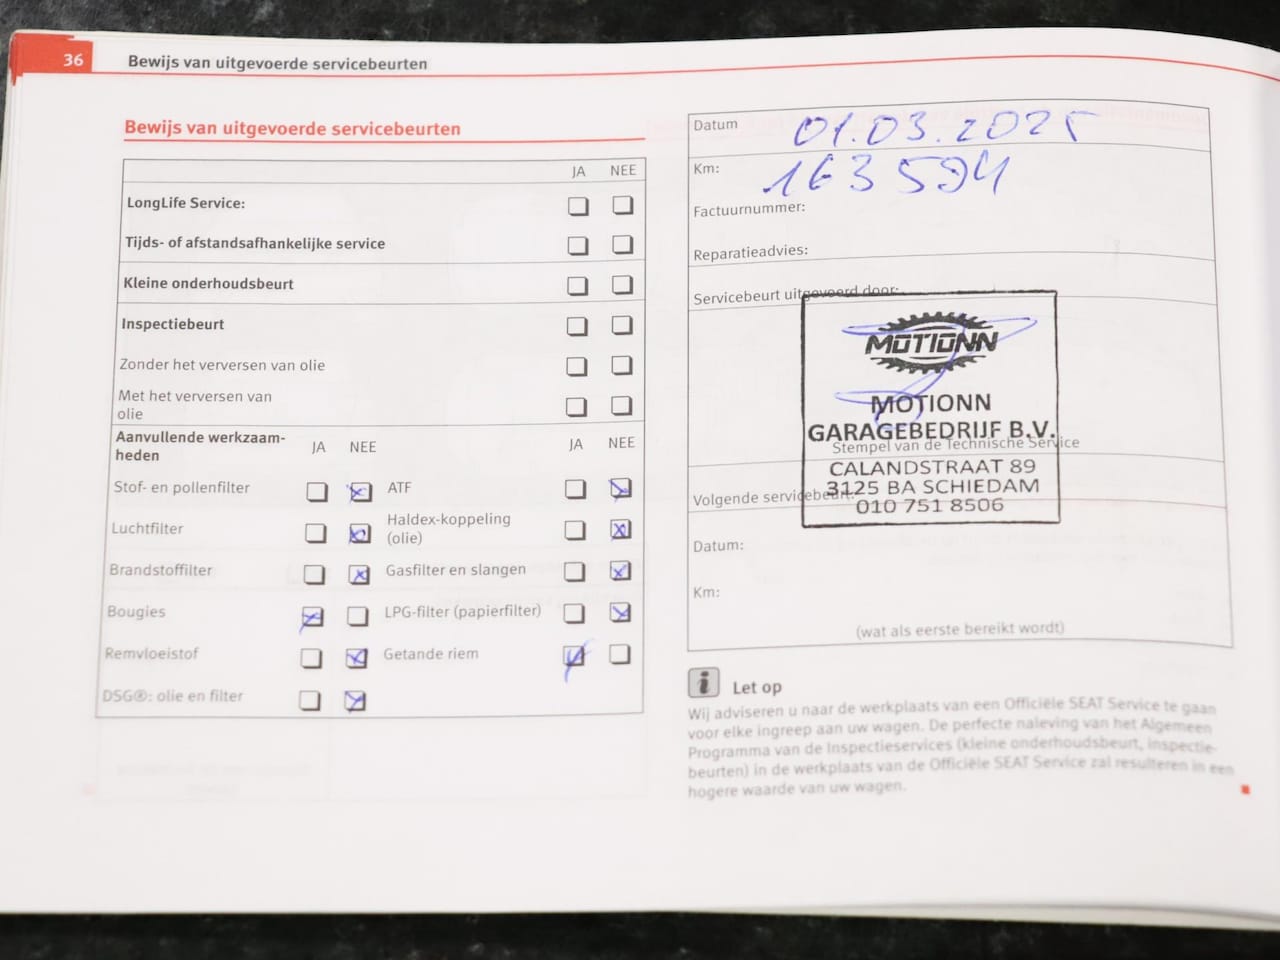 36 Bewijs van uitgevoerde servicebeurten
Bewijs van uitgevoerde servicebeurten
JA NEE
LongLife Service:
Tijds- of afstandsafhankelijke service
Kleine onderhoudsbeurt
Inspectiebeurt
Zonder het verversen van olie
Met het verversen van
olie
Aanvullende werkzaam-
heden
JA NEE JA NEE
Stof- en pollenfilter ATF
Luchtfilter Haldex-koppeling
(olie)
Brandstoffilter Gasfilter en slangen
Bougies LPG-filter (papierfilter)
Remvloeistof Getande riem
DSG®: olie en filter
Datum 01.03.2025
Km: 163594
Factuurnummer:
Reparatieadvies:
Servicebeurt uitgevoerd door:
MOTIONN
MOTIONN
GARAGEBEDRIJF B.V.
Stempel van de Technische Service
CALANDSTRAAT 89
3125 BA SCHIEDAM
010 751 8506
Volgende servicebeurt:
Datum:
Km:
(wat als eerste bereikt wordt)
i Let op
Wij adviseren u naar de werkplaats van een Officiële SEAT Service te gaan
voor elke ingreep aan uw wagen. De perfecte naleving van het Algemeen
Programma van de Inspectieservices (kleine onderhoudsbeurt, inspectie-
beurten) in de werkplaats van de Officiële SEAT Service zal resulteren in een
hogere waarde van uw wagen.